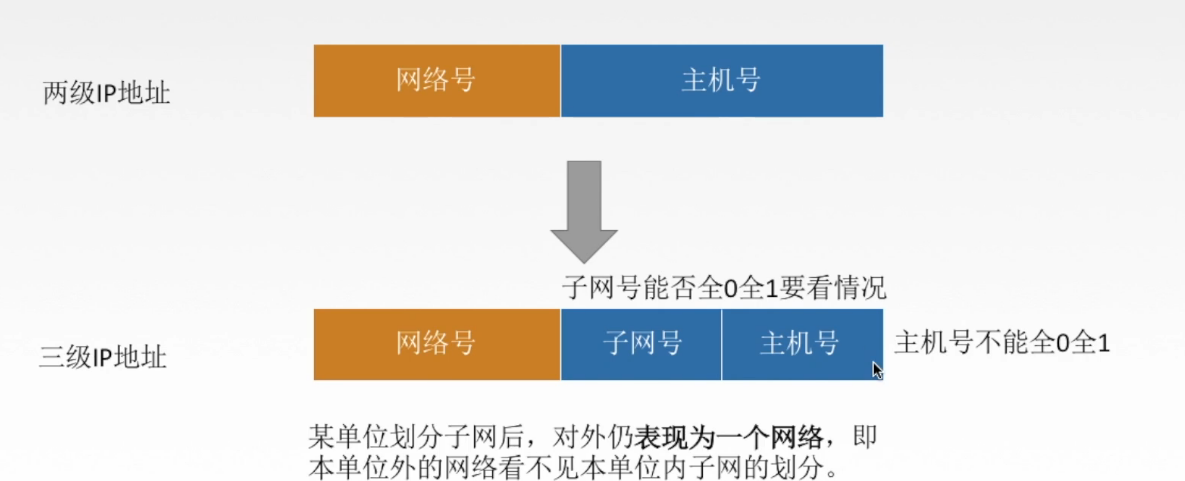 两级IP地址
网络号
主机号
子网号能否全0全1要看情况
三级IP地址
网络号
子网号
主机号
主机号不能全0全1
某单位划分子网后，对外仍表现为一个网络，即
本单位外的网络看不见本单位内子网的划分。